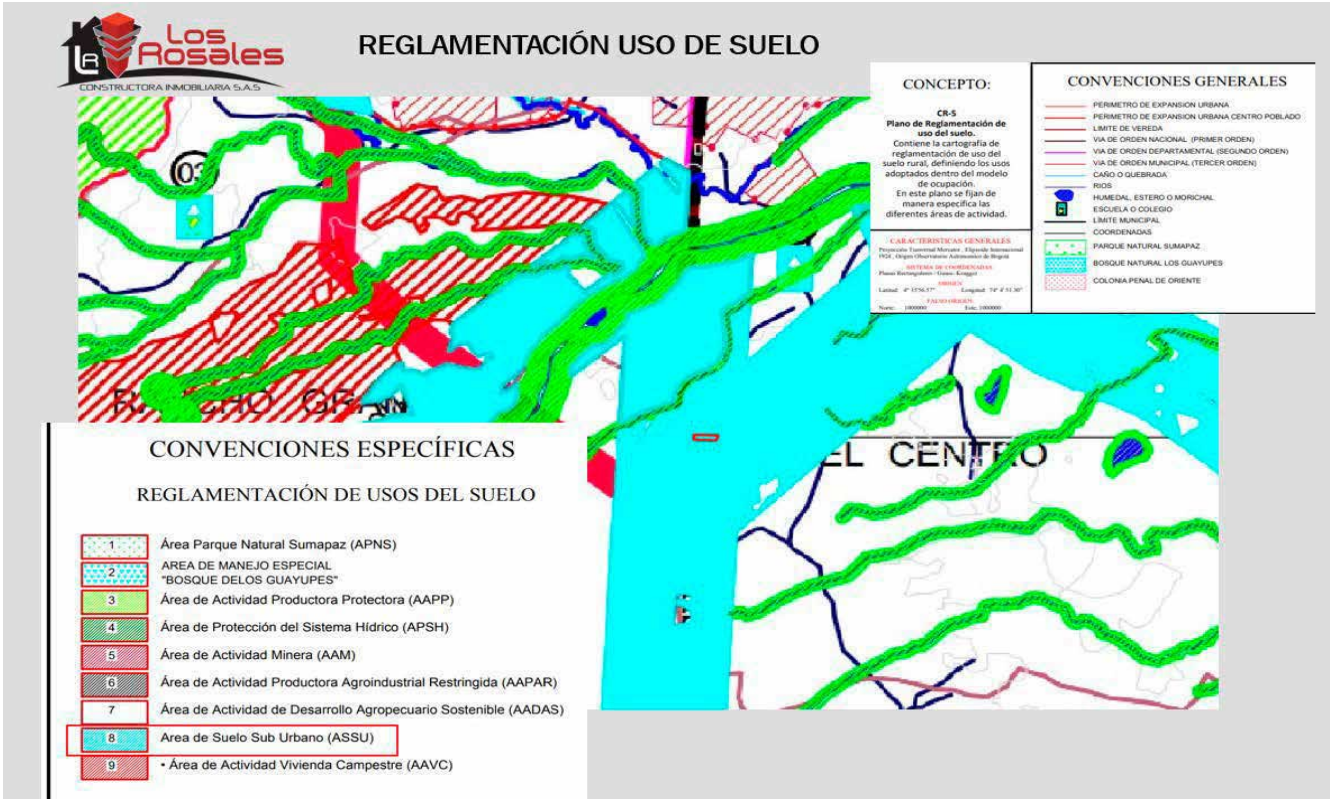 LR
Los
Rosales
CONSTRUCTORA INMOBILIARIA S.A.S
REGLAMENTACIÓN USO DE SUELO
CONCEPTO:
CR-5
Plano de Reglamentación de
uso del suelo.
Contiene la cartografía de
reglamentación de uso del
suelo rural, definiendo los usos
adoptados dentro del modelo
de ocupación.
En este plano se fijan de
manera específica las
diferentes áreas de actividad.
CARACTERISTICAS GENERALES
SISTEMA DE COORDENADAS
ORIGEN
FALSO ORIGEN
Norte: 1000000 Este: 1000000
CONVENCIONES GENERALES
PERIMETRO DE EXPANSION URBANA
PERIMETRO DE EXPANSION URBANA CENTRO POBLADO
LIMITE DE VEREDA
VIA DE ORDEN NACIONAL (PRIMER ORDEN)
VIA DE ORDEN DEPARTAMENTAL (SEGUNDO ORDEN)
VIA DE ORDEN MUNICIPAL (TERCER ORDEN)
CAÑO O QUEBRADA
RIOS
HUMEDAL, ESTERO O MORICHAL
ESCUELA O COLEGIO
LÍMITE MUNICIPAL
COORDENADAS
PARQUE NATURAL SUMAPAZ
BOSQUE NATURAL LOS GUAYUPES
COLONIA PENAL DE ORIENTE
03
EL CENTRO
CONVENCIONES ESPECÍFICAS
REGLAMENTACIÓN DE USOS DEL SUELO
1 Área Parque Natural Sumapaz (APNS)
2 AREA DE MANEJO ESPECIAL
"BOSQUE DELOS GUAYUPES"
3 Área de Actividad Productora Protectora (AAPP)
4 Área de Protección del Sistema Hídrico (APSH)
5 Área de Actividad Minera (AAM)
6 Área de Actividad Productora Agroindustrial Restringida (AAPAR)
7 Área de Actividad de Desarrollo Agropecuario Sostenible (AADAS)
8 Area de Suelo Sub Urbano (ASSU)
9 • Área de Actividad Vivienda Campestre (AAVC)